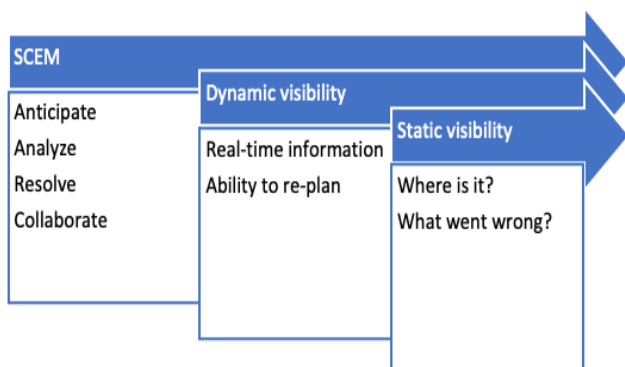 SCEM
Anticipate
Analyze
Resolve
Collaborate
Dynamic visibility
Real-time information
Ability to re-plan
Static visibility
Where is it?
What went wrong?